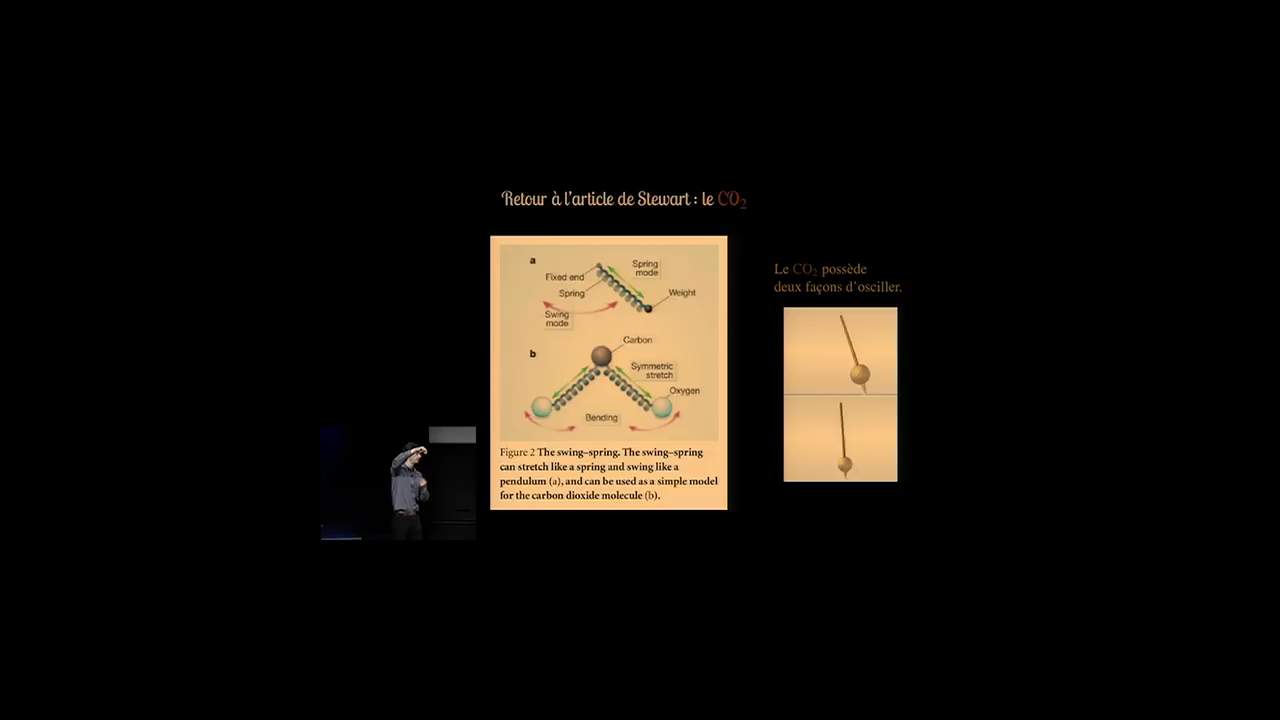 Retour à l'article de Stewart : le CO₂
a
Spring
mode
Fixed end
Spring
Weight
Swing
mode
b
Carbon
Symmetric
stretch
Oxygen
Bending
Figure 2 The swing–spring. The swing–spring
can stretch like a spring and swing like a
pendulum (a), and can be used as a simple model
for the carbon dioxide molecule (b).
Le CO₂ possède
deux façons d'osciller.